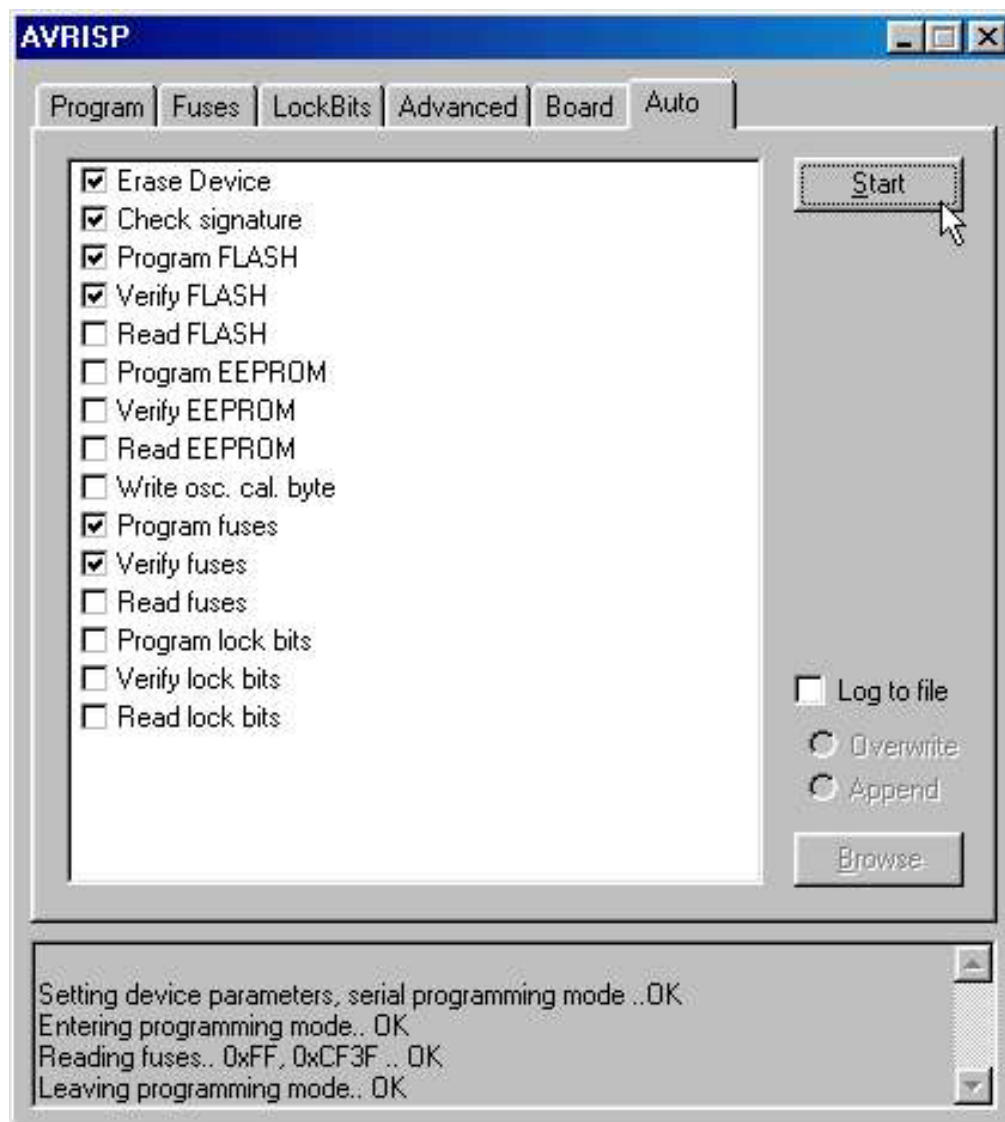 AVRISP
Program Fuses LockBits Advanced Board Auto
Erase Device
Check signature
Program FLASH
Verify FLASH
Read FLASH
Program EEPROM
Verify EEPROM
Read EEPROM
Write osc. cal. byte
Program fuses
Verify fuses
Read fuses
Program lock bits
Verify lock bits
Read lock bits
Start
Log to file
Overwrite
Append
Browse
Setting device parameters, serial programming mode ..OK
Entering programming mode.. OK
Reading fuses.. 0xFF, 0xCF3F .. OK
Leaving programming mode.. OK